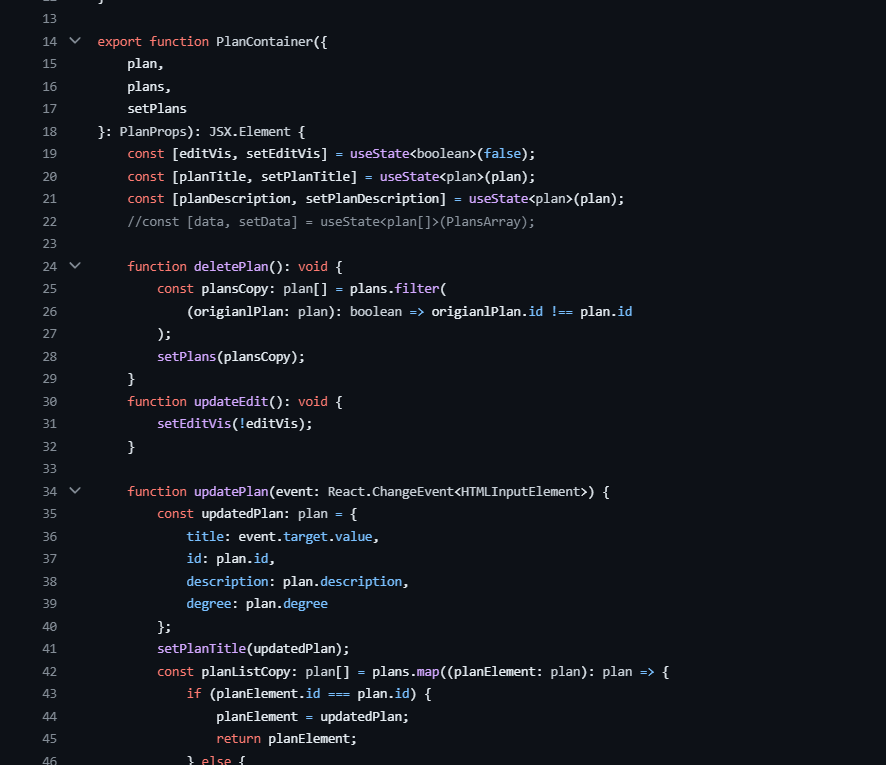 13
14 export function PlanContainer({
15 plan,
16 plans,
17 setPlans
18 }: PlanProps): JSX.Element {
19 const [editVis, setEditVis] = useState<boolean>(false);
20 const [planTitle, setPlanTitle] = useState<plan>(plan);
21 const [planDescription, setPlanDescription] = useState<plan>(plan);
22 //const [data, setData] = useState<plan[]>(PlansArray);
23
24 function deletePlan(): void {
25 const plansCopy: plan[] = plans.filter(
26 (origianlPlan: plan): boolean => origianlPlan.id !== plan.id
27 );
28 setPlans(plansCopy);
29 }
30 function updateEdit(): void {
31 setEditVis(!editVis);
32 }
33
34 function updatePlan(event: React.ChangeEvent<HTMLInputElement>) {
35 const updatedPlan: plan = {
36 title: event.target.value,
37 id: plan.id,
38 description: plan.description,
39 degree: plan.degree
40 };
41 setPlanTitle(updatedPlan);
42 const planListCopy: plan[] = plans.map((planElement: plan): plan => {
43 if (planElement.id === plan.id) {
44 planElement = updatedPlan;
45 return planElement;
46 } else {